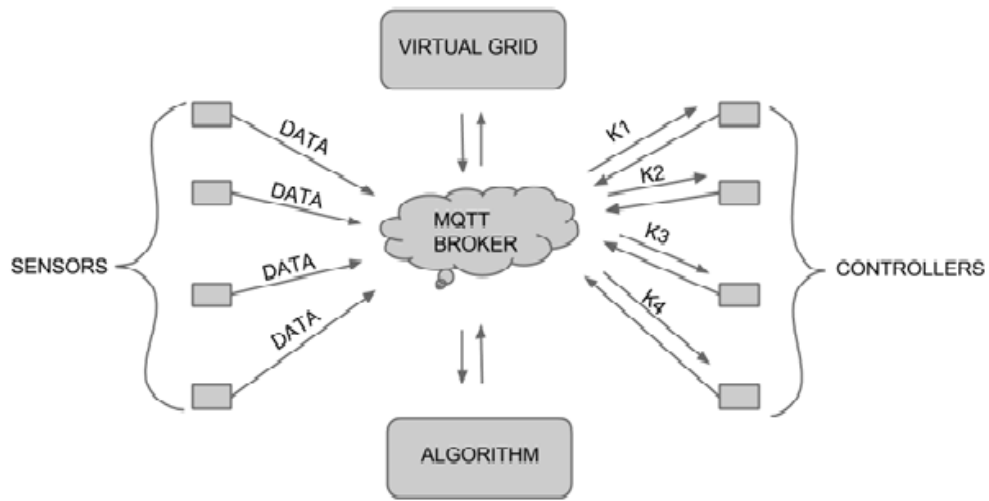 VIRTUAL GRID
DATA
K1
DATA
K2
MQTT
BROKER
K3
SENSORS
DATA
CONTROLLERS
K4
DATA
ALGORITHM